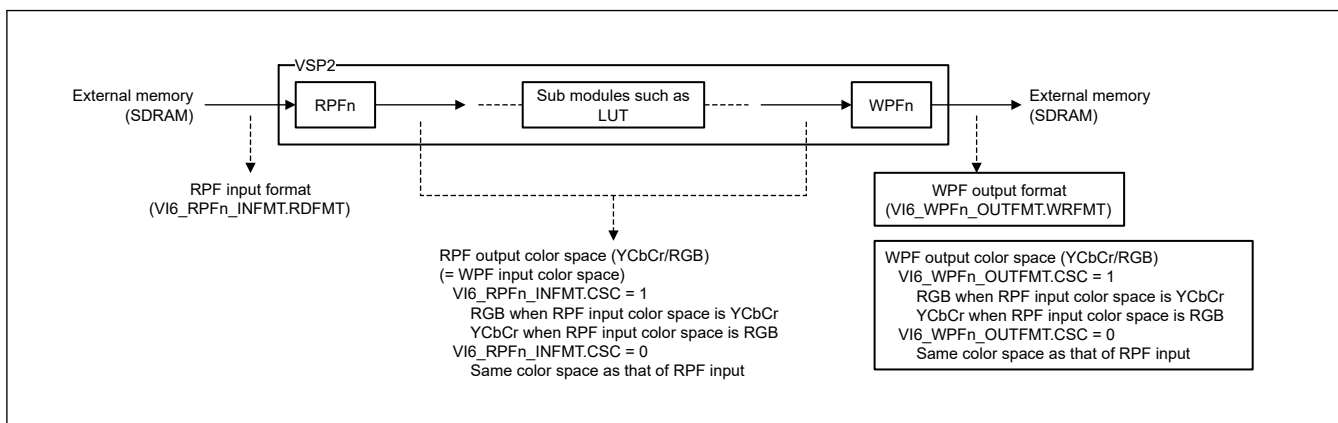 VSP2
External memory
(SDRAM)
RPFn
Sub modules such as
LUT
WPFn
External memory
(SDRAM)
RPF input format
(VI6_RPFn_INFMT.RDFMT)
WPF output format
(VI6_WPFn_OUTFMT.WRFMT)
RPF output color space (YCbCr/RGB)
(= WPF input color space)
VI6_RPFn_INFMT.CSC = 1
RGB when RPF input color space is YCbCr
YCbCr when RPF input color space is RGB
VI6_RPFn_INFMT.CSC = 0
Same color space as that of RPF input
WPF output color space (YCbCr/RGB)
VI6_WPFn_OUTFMT.CSC = 1
RGB when RPF input color space is YCbCr
YCbCr when RPF input color space is RGB
VI6_WPFn_OUTFMT.CSC = 0
Same color space as that of RPF input